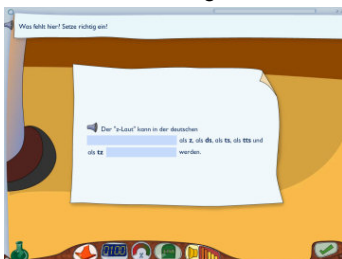 Was fehlt hier? Setze richtig ein!
Der "z-Laut" kann in der deutschen
als z, als ds, als ts, als tts und
als tz werden.